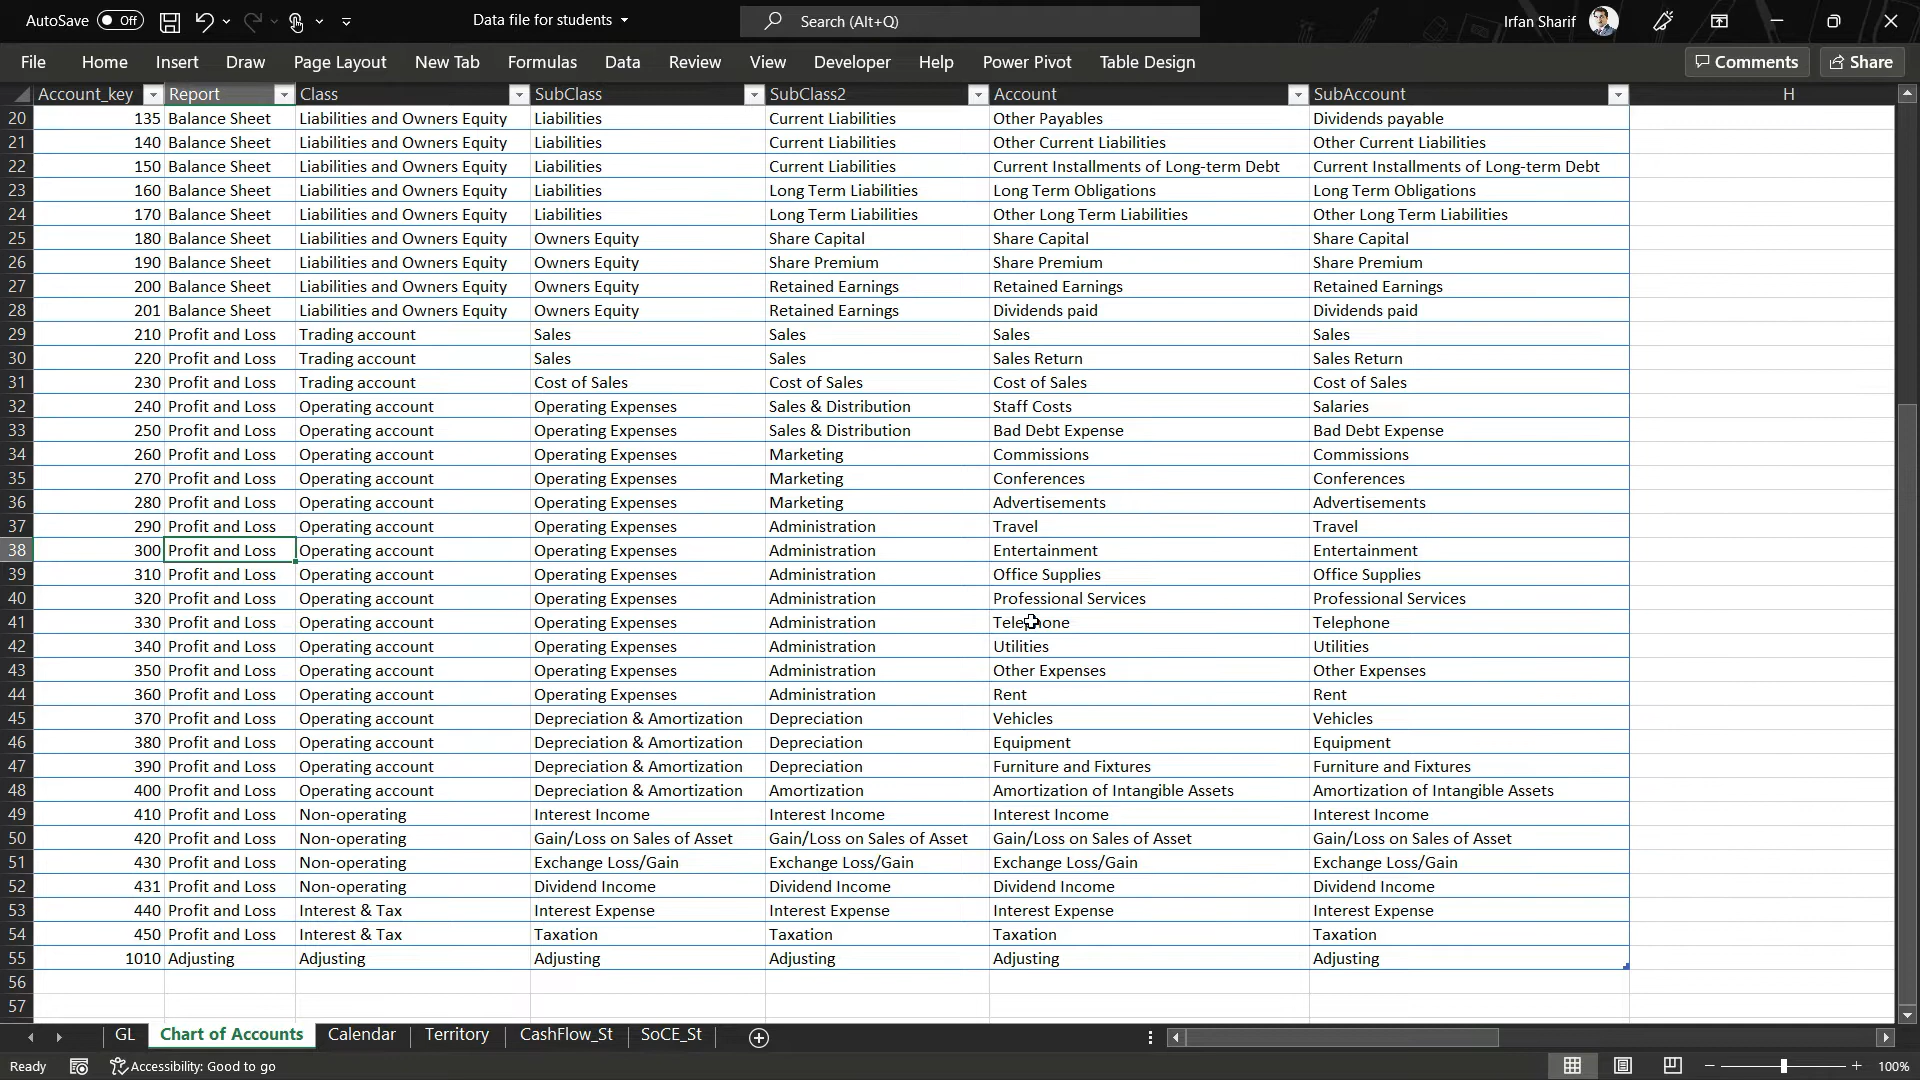 AutoSave Off Data file for students Search (Alt+Q) Irfan Sharif
File Home Insert Draw Page Layout New Tab Formulas Data Review View Developer Help Power Pivot Table Design Comments Share
Account_key Report Class SubClass SubClass2 Account SubAccount H
20 135 Balance Sheet Liabilities and Owners Equity Liabilities Current Liabilities Other Payables Dividends payable
21 140 Balance Sheet Liabilities and Owners Equity Liabilities Current Liabilities Other Current Liabilities Other Current Liabilities
22 150 Balance Sheet Liabilities and Owners Equity Liabilities Current Liabilities Current Installments of Long-term Debt Current Installments of Long-term Debt
23 160 Balance Sheet Liabilities and Owners Equity Liabilities Long Term Liabilities Long Term Obligations Long Term Obligations
24 170 Balance Sheet Liabilities and Owners Equity Liabilities Long Term Liabilities Other Long Term Liabilities Other Long Term Liabilities
25 180 Balance Sheet Liabilities and Owners Equity Owners Equity Share Capital Share Capital Share Capital
26 190 Balance Sheet Liabilities and Owners Equity Owners Equity Share Premium Share Premium Share Premium
27 200 Balance Sheet Liabilities and Owners Equity Owners Equity Retained Earnings Retained Earnings Retained Earnings
28 201 Balance Sheet Liabilities and Owners Equity Owners Equity Retained Earnings Dividends paid Dividends paid
29 210 Profit and Loss Trading account Sales Sales Sales Sales
30 220 Profit and Loss Trading account Sales Sales Sales Return Sales Return
31 230 Profit and Loss Trading account Cost of Sales Cost of Sales Cost of Sales Cost of Sales
32 240 Profit and Loss Operating account Operating Expenses Sales & Distribution Staff Costs Salaries
33 250 Profit and Loss Operating account Operating Expenses Sales & Distribution Bad Debt Expense Bad Debt Expense
34 260 Profit and Loss Operating account Operating Expenses Marketing Commissions Commissions
35 270 Profit and Loss Operating account Operating Expenses Marketing Conferences Conferences
36 280 Profit and Loss Operating account Operating Expenses Marketing Advertisements Advertisements
37 290 Profit and Loss Operating account Operating Expenses Administration Travel Travel
38 300 Profit and Loss Operating account Operating Expenses Administration Entertainment Entertainment
39 310 Profit and Loss Operating account Operating Expenses Administration Office Supplies Office Supplies
40 320 Profit and Loss Operating account Operating Expenses Administration Professional Services Professional Services
41 330 Profit and Loss Operating account Operating Expenses Administration Telephone Telephone
42 340 Profit and Loss Operating account Operating Expenses Administration Utilities Utilities
43 350 Profit and Loss Operating account Operating Expenses Administration Other Expenses Other Expenses
44 360 Profit and Loss Operating account Operating Expenses Administration Rent Rent
45 370 Profit and Loss Operating account Depreciation & Amortization Depreciation Vehicles Vehicles
46 380 Profit and Loss Operating account Depreciation & Amortization Depreciation Equipment Equipment
47 390 Profit and Loss Operating account Depreciation & Amortization Depreciation Furniture and Fixtures Furniture and Fixtures
48 400 Profit and Loss Operating account Depreciation & Amortization Amortization Amortization of Intangible Assets Amortization of Intangible Assets
49 410 Profit and Loss Non-operating Interest Income Interest Income Interest Income Interest Income
50 420 Profit and Loss Non-operating Gain/Loss on Sales of Asset Gain/Loss on Sales of Asset Gain/Loss on Sales of Asset Gain/Loss on Sales of Asset
51 430 Profit and Loss Non-operating Exchange Loss/Gain Exchange Loss/Gain Exchange Loss/Gain Exchange Loss/Gain
52 431 Profit and Loss Non-operating Dividend Income Dividend Income Dividend Income Dividend Income
53 440 Profit and Loss Interest & Tax Interest Expense Interest Expense Interest Expense Interest Expense
54 450 Profit and Loss Interest & Tax Taxation Taxation Taxation Taxation
55 1010 Adjusting Adjusting Adjusting Adjusting Adjusting Adjusting
56
57
GL Chart of Accounts Calendar Territory CashFlow_St SoCE_St
Ready Accessibility: Good to go 100%